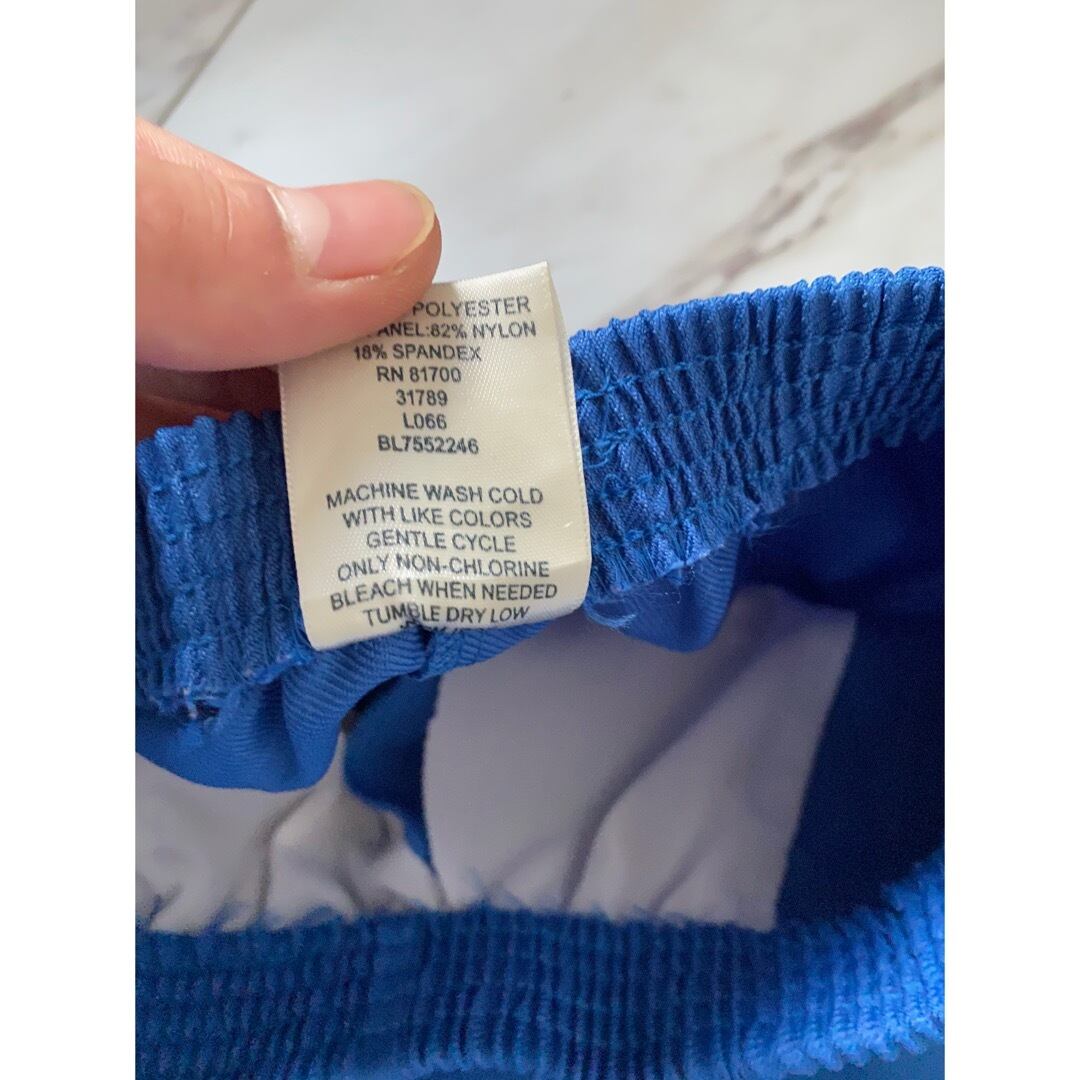 POLYESTER
PANEL:82% NYLON
18% SPANDEX
RN 81700
31789
L066
BL7552246
MACHINE WASH COLD
WITH LIKE COLORS
GENTLE CYCLE
ONLY NON-CHLORINE
BLEACH WHEN NEEDED
TUMBLE DRY LOW